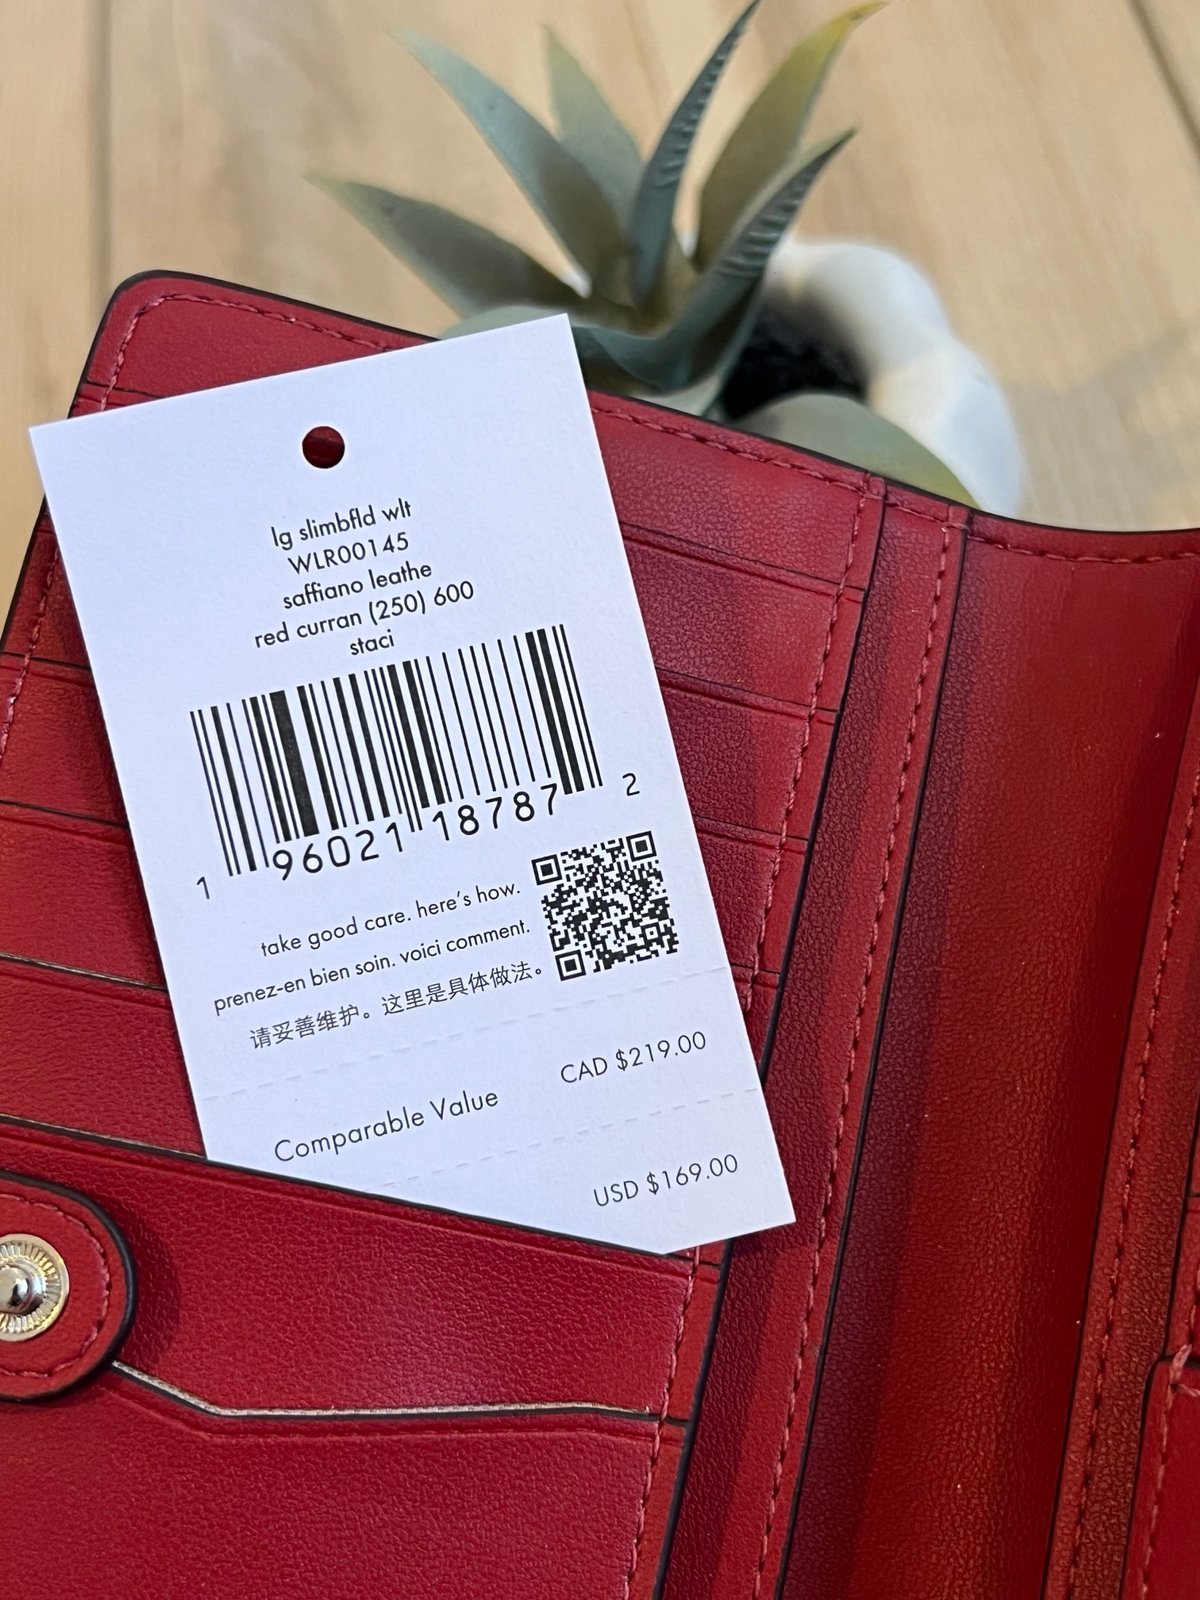 lg slimbfld wlt
WLR00145
saffiano leathe
red curran (250) 600
staci
1 96021 18787 2
take good care. here's how.
prenez-en bien soin. voici comment.
请妥善维护。这里是具体做法。
CAD $219.00
Comparable Value
USD $169.00